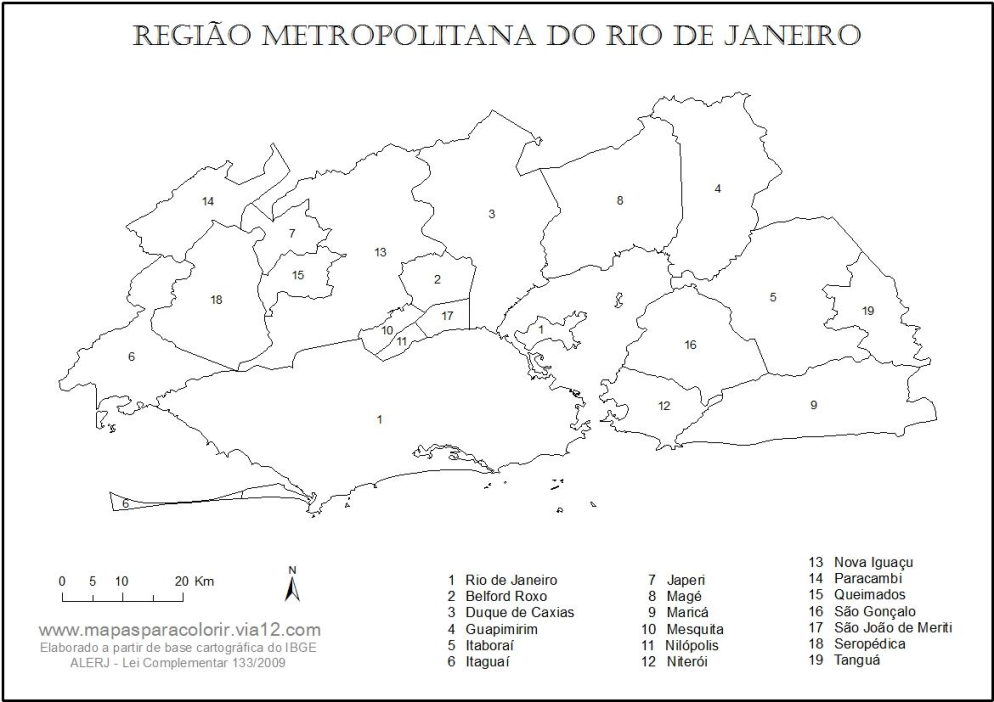 REGIÃO METROPOLITANA DO RIO DE JANEIRO
14
4
8
3
7
13
15
2
18
5
19
17
10
11
1
16
6
12
9
1
6
0 5 10 20 Km
N
www.mapasparacolorir.via12.com
Elaborado a partir de base cartográfica do IBGE
ALERJ - Lei Complementar 133/2009
1 Rio de Janeiro
2 Belford Roxo
3 Duque de Caxias
4 Guapimirim
5 Itaboraí
6 Itaguaí
7 Japeri
8 Magé
9 Maricá
10 Mesquita
11 Nilópolis
12 Niterói
13 Nova Iguaçu
14 Paracambi
15 Queimados
16 São Gonçalo
17 São João de Meriti
18 Seropédica
19 Tanguá